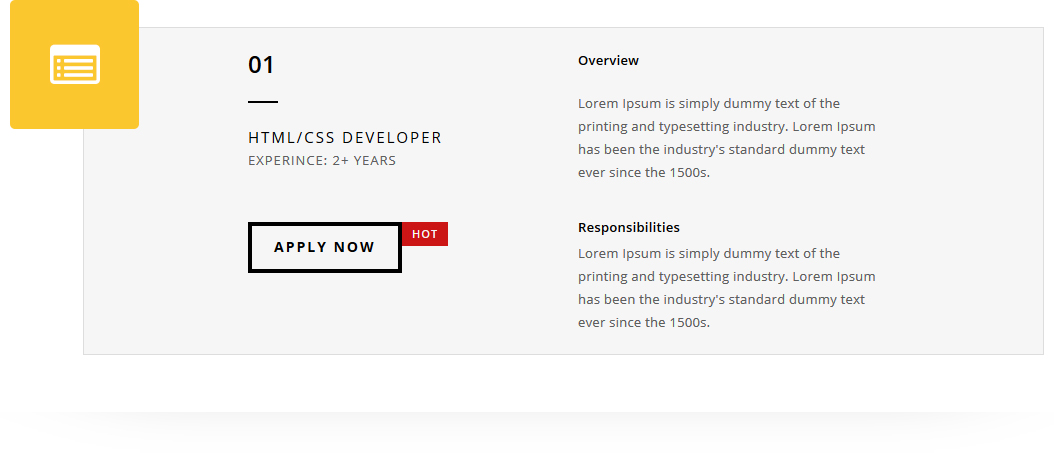 01
HTML/CSS DEVELOPER
EXPERINCE: 2+ YEARS
APPLY NOW
HOT
Overview
Lorem Ipsum is simply dummy text of the
printing and typesetting industry. Lorem Ipsum
has been the industry's standard dummy text
ever since the 1500s.
Responsibilities
Lorem Ipsum is simply dummy text of the
printing and typesetting industry. Lorem Ipsum
has been the industry's standard dummy text
ever since the 1500s.